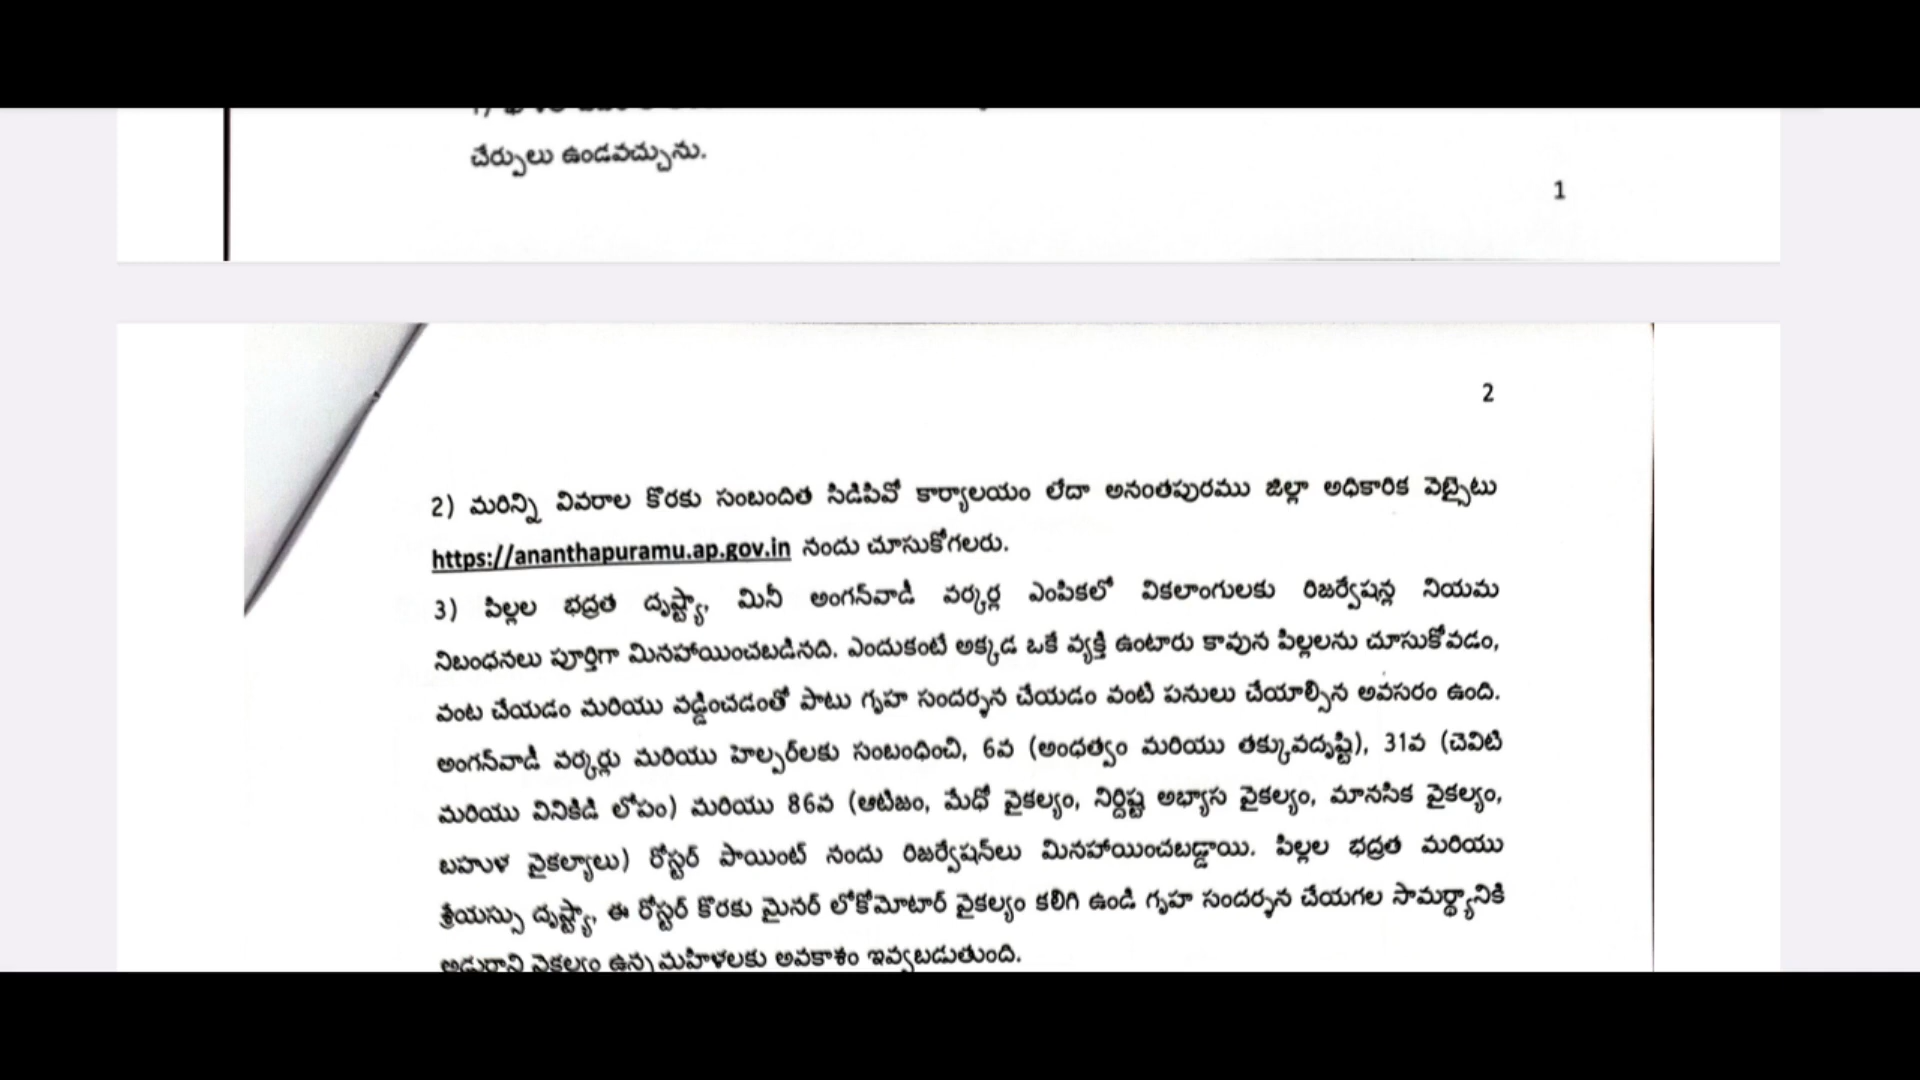 చేర్పులు ఉండవచ్చును.
1
2
2) మరిన్ని వివరాల కొరకు సంబందిత సిడిపివో కార్యాలయం లేదా అనంతపురము జిల్లా అధికారిక వెబ్సైటు
https://ananthapuramu.ap.gov.in నందు చూసుకోగలరు.
3) పిల్లల భద్రత దృష్ట్యా, మినీ అంగన్‌వాడీ వర్కర్ల ఎంపికలో వికలాంగులకు రిజర్వేషన్ల నియమ
నిబంధనలు పూర్తిగా మినహాయించబడినది. ఎందుకంటే అక్కడ ఒకే వ్యక్తి ఉంటారు కావున పిల్లలను చూసుకోవడం,
వంట చేయడం మరియు వడ్డించడంతో పాటు గృహ సందర్శన చేయడం వంటి పనులు చేయాల్సిన అవసరం ఉంది.
అంగన్‌వాడీ వర్కర్లు మరియు హెల్పర్‌లకు సంబంధించి, 6వ (అంధత్వం మరియు తక్కువదృష్టి), 31వ (చెవిటి
మరియు వినికిడి లోపం) మరియు 86వ (ఆటిజం, మేధో వైకల్యం, నిర్దిష్ట అభ్యాస వైకల్యం, మానసిక వైకల్యం,
బహుళ వైకల్యాలు) రోస్టర్ పాయింట్ నందు రిజర్వేషన్‌లు మినహాయించబడ్డాయి. పిల్లల భద్రత మరియు
శ్రేయస్సు దృష్ట్యా, ఈ రోస్టర్ కొరకు మైనర్ లోకోమోటార్ వైకల్యం కలిగి ఉండి గృహ సందర్శన చేయగల సామర్థ్యానికి
అడ్డురాని వైకల్యం ఉన్న మహిళలకు అవకాశం ఇవ్వబడుతుంది.